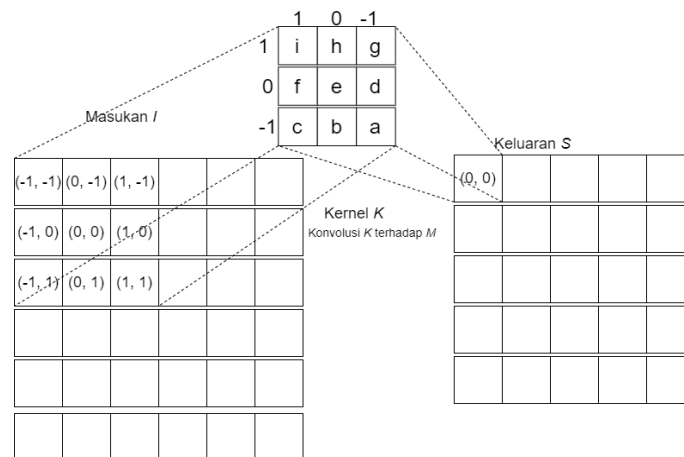 1 0 -1
1 i h g
0 f e d
-1 c b a
Masukan I
Keluaran S
(-1, -1) (0, -1) (1, -1)
(-1, 0) (0, 0) (1, 0)
(-1, 1) (0, 1) (1, 1)
(0, 0)
Kernel K
Konvolusi K terhadap M